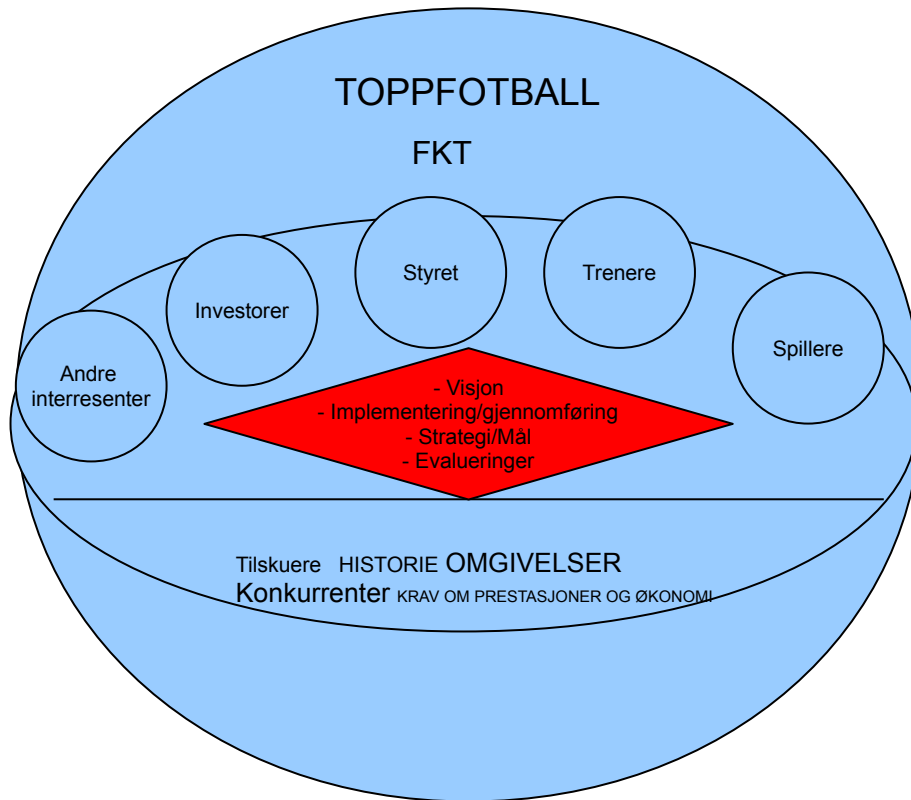 TOPPFOTBALL
FKT
Styret
Trenere
Investorer
Spillere
Andre
interresenter
- Visjon
- Implementering/gjennomføring
- Strategi/Mål
- Evalueringer
Tilskuere HISTORIE OMGIVELSER
Konkurrenter KRAV OM PRESTASJONER OG ØKONOMI